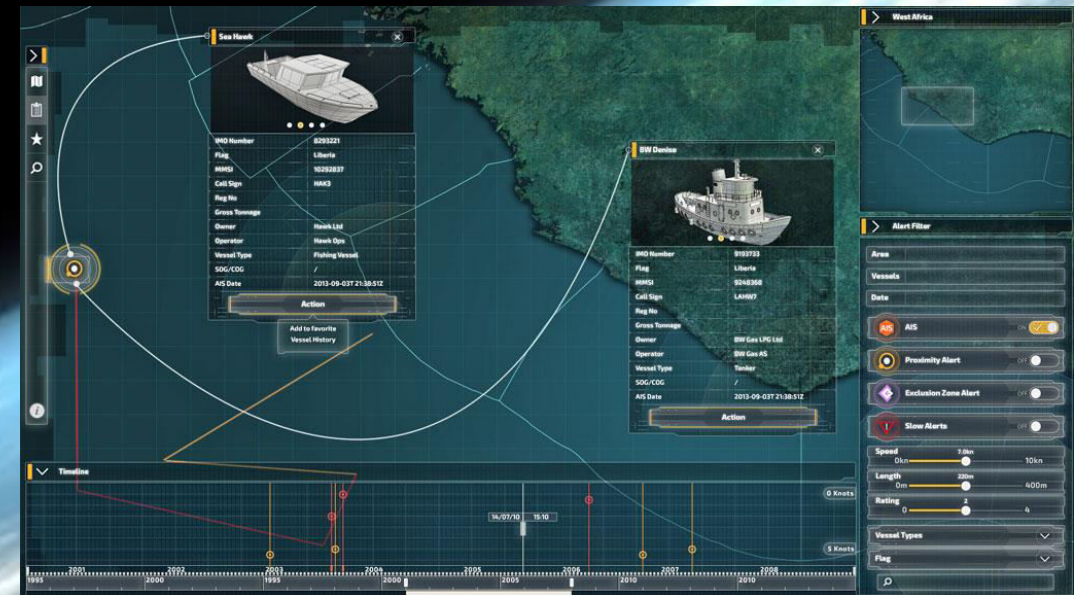 Sea Hawk
IMO Number 8293221
Flag Liberia
MMSI 10292837
Call Sign HAK3
Reg No
Gross Tonnage
Owner Hawk Ltd
Operator Hawk Ops
Vessel Type Fishing Vessel
SOG/COG /
AIS Date 2013-09-03T 21:38:51Z
Action
Add to favorite
Vessel History
BW Denise
IMO Number 9193733
Flag Liberia
MMSI 9248368
Call Sign LAHW7
Reg No
Gross Tonnage
Owner BW Gas LPG Ltd
Operator BW Gas AS
Vessel Type Tanker
SOG/COG /
AIS Date 2013-09-03T 21:38:51Z
Action
West Africa
Alert Filter
Area
Vessels
Date
AIS AIS ON
Proximity Alert OFF
Exclusion Zone Alert OFF
Slow Alerts OFF
Speed 7.0kn
0kn 10kn
Length 220m
0m 400m
Rating 2
0 4
Vessel Types
Flag
Timeline
0 Knots
14/07/10 15:10
5 Knots
2001 2002 2003 2004 2005 2006 2007 2008
1995 2000 1995 2000 2005 2010 2010